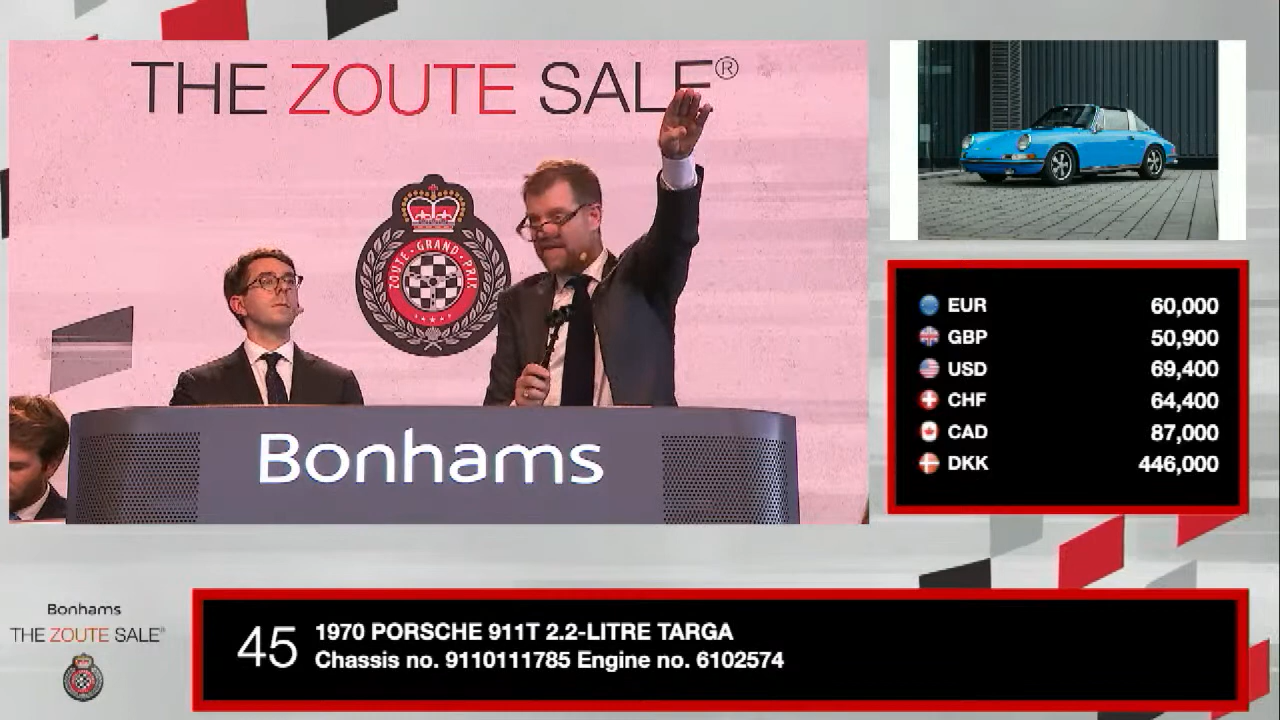 THE ZOUTE SALE®
ZOUTE·GRAND·PRIX
Bonhams
EUR 60,000
GBP 50,900
USD 69,400
CHF 64,400
CAD 87,000
DKK 446,000
Bonhams
THE ZOUTE SALE®
45
1970 PORSCHE 911T 2.2-LITRE TARGA
Chassis no. 9110111785 Engine no. 6102574